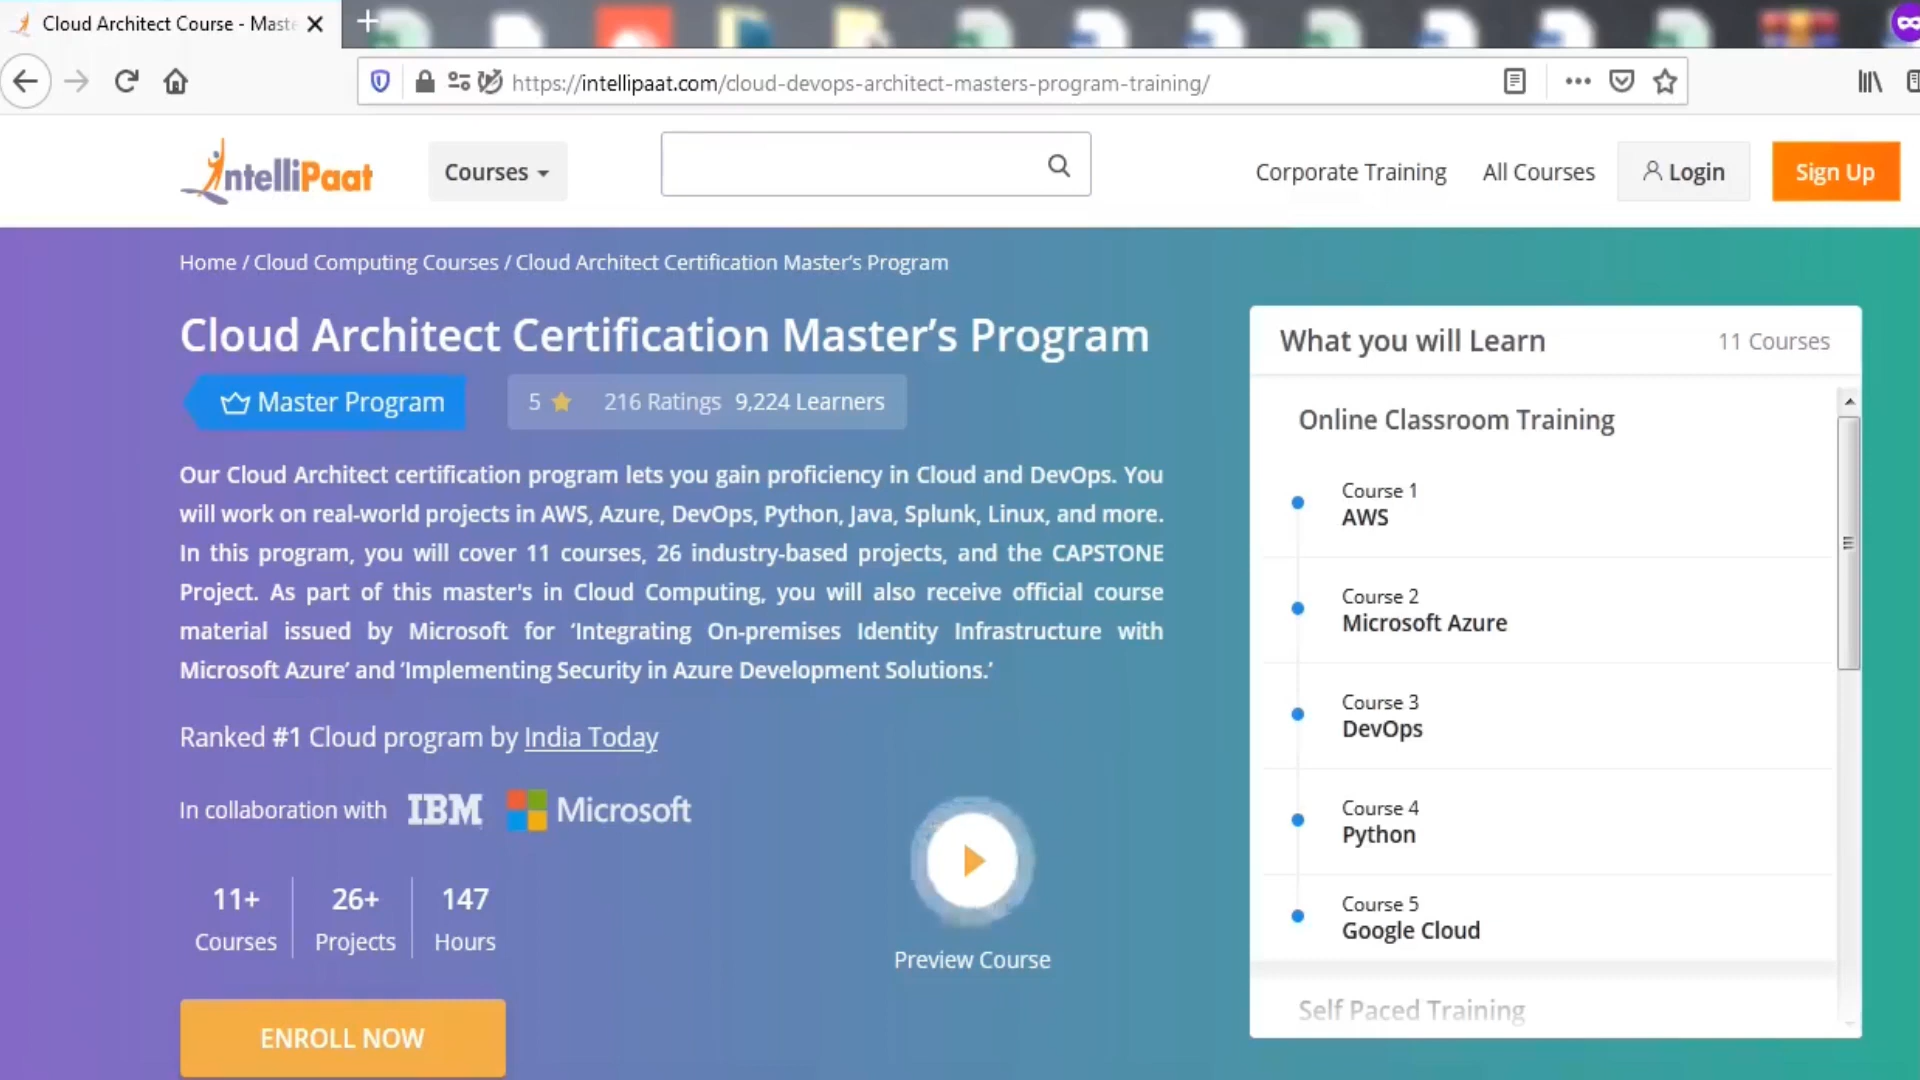 Cloud Architect Course - Maste
https://intellipaat.com/cloud-devops-architect-masters-program-training/
IntelliPaat
Courses
Corporate Training
All Courses
Login
Sign Up
Home / Cloud Computing Courses / Cloud Architect Certification Master’s Program
Cloud Architect Certification Master’s Program
Master Program
5 ★ 216 Ratings 9,224 Learners
Our Cloud Architect certification program lets you gain proficiency in Cloud and DevOps. You
will work on real-world projects in AWS, Azure, DevOps, Python, Java, Splunk, Linux, and more.
In this program, you will cover 11 courses, 26 industry-based projects, and the CAPSTONE
Project. As part of this master's in Cloud Computing, you will also receive official course
material issued by Microsoft for ‘Integrating On-premises Identity Infrastructure with
Microsoft Azure’ and ‘Implementing Security in Azure Development Solutions.’
Ranked #1 Cloud program by India Today
In collaboration with IBM Microsoft
11+ 26+ 147
Courses Projects Hours
Preview Course
ENROLL NOW
What you will Learn 11 Courses
Online Classroom Training
Course 1
AWS
Course 2
Microsoft Azure
Course 3
DevOps
Course 4
Python
Course 5
Google Cloud
Self Paced Training